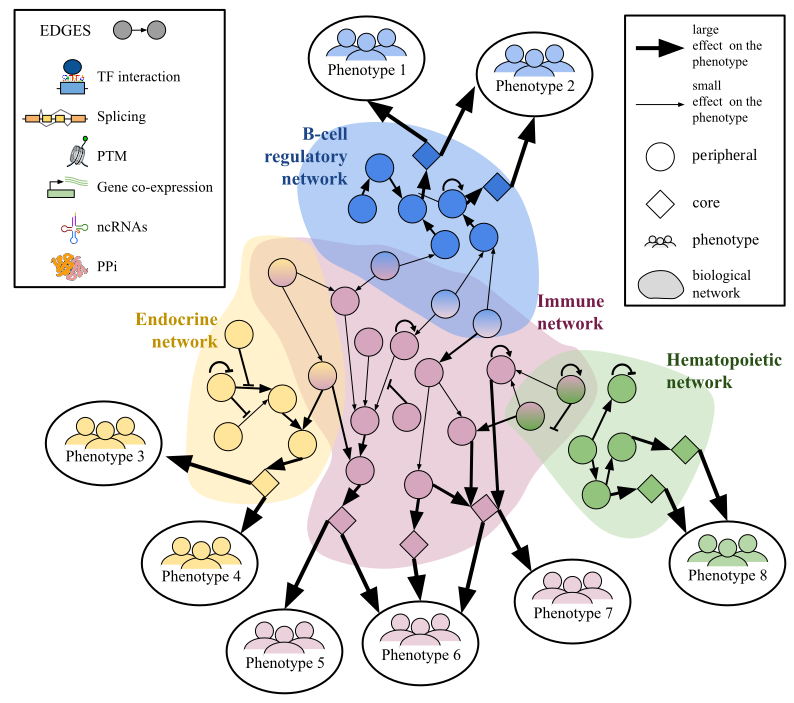 EDGES
TF interaction
Splicing
PTM
Gene co-expression
ncRNAs
PPi
Phenotype 1
Phenotype 2
large
effect on the
phenotype
small
effect on the
phenotype
peripheral
core
phenotype
biological
network
B-cell
regulatory
network
Immune
network
Endocrine
network
Hematopoietic
network
Phenotype 3
Phenotype 4
Phenotype 5
Phenotype 6
Phenotype 7
Phenotype 8